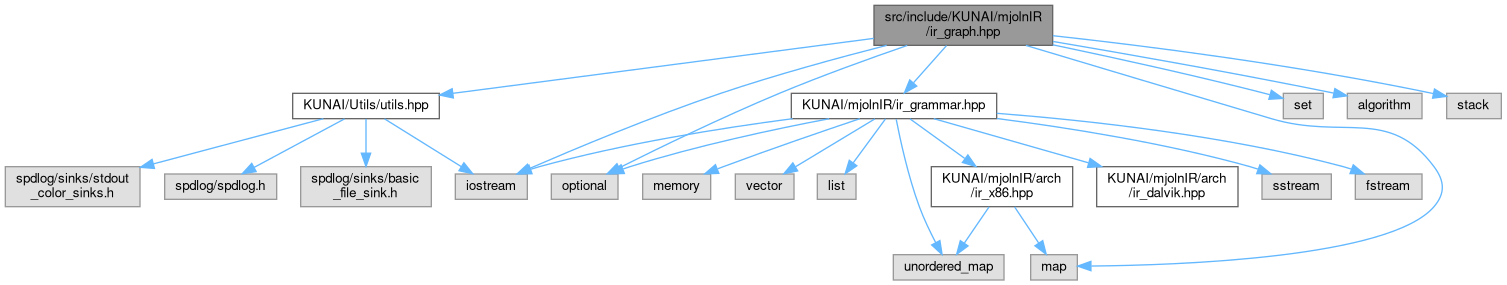 src/include/KUNAI/mjolnIR
/ir_graph.hpp
KUNAI/Utils/utils.hpp
KUNAI/mjolnIR/ir_grammar.hpp
set
algorithm
stack
spdlog/sinks/stdout
_color_sinks.h
spdlog/spdlog.h
spdlog/sinks/basic
_file_sink.h
iostream
optional
memory
vector
list
KUNAI/mjolnIR/arch
/ir_x86.hpp
KUNAI/mjolnIR/arch
/ir_dalvik.hpp
sstream
fstream
unordered_map
map